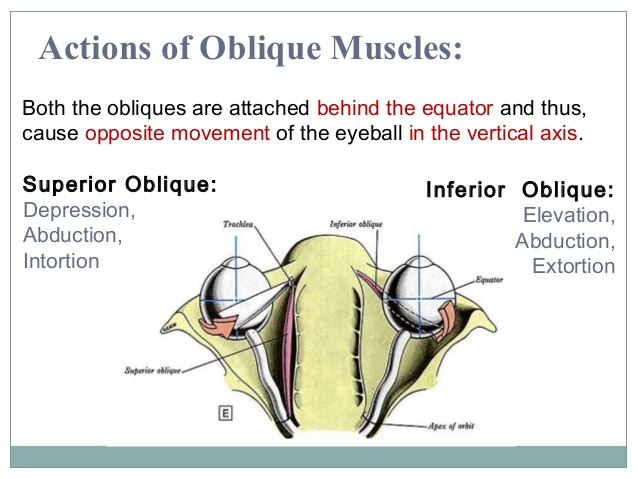 Actions of Oblique Muscles:
Both the obliques are attached behind the equator and thus,
cause opposite movement of the eyeball in the vertical axis.
Superior Oblique:
Depression,
Abduction,
Intortion
Inferior Oblique:
Elevation,
Abduction,
Extortion
Trochlea
Inferior oblique
Equator
Superior oblique
E
Apex of orbit